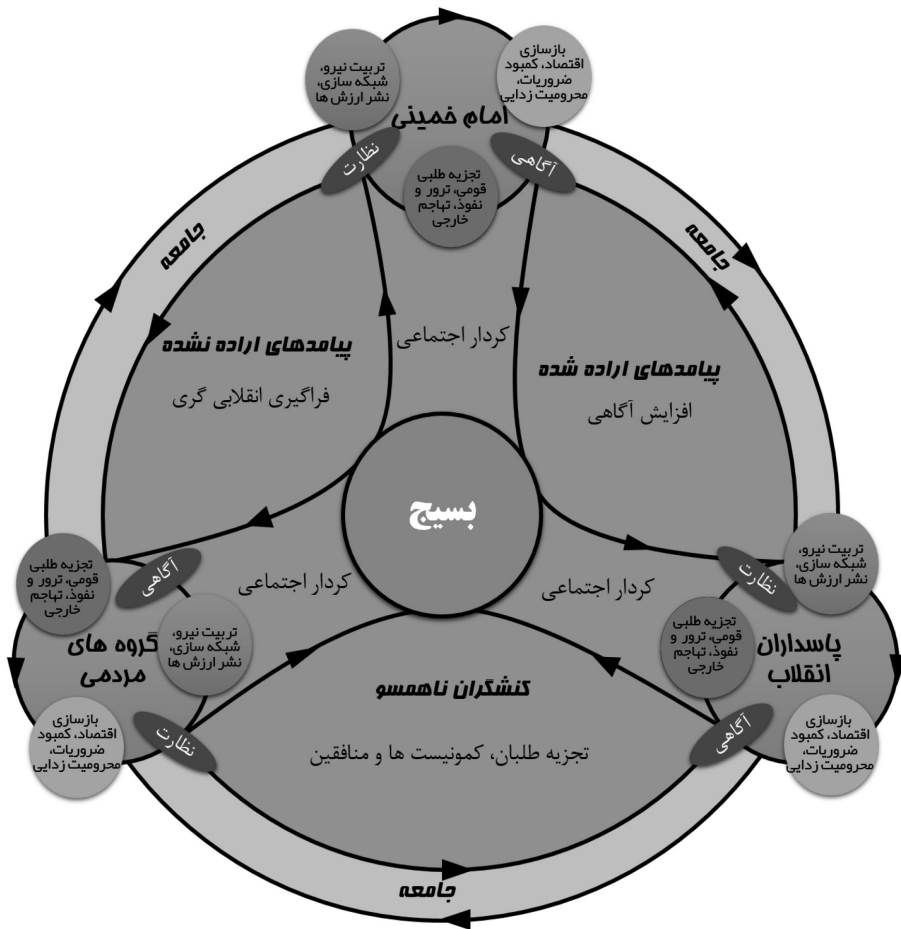 بازسازی
اقتصاد، کمبود
ضروریات،
محرومیت زدایی
تربیت نیرو،
شبکه سازی،
نشر ارزش ها
امام خمینی
آگاهی
نظارت
تجزیه طلبی
قومی، ترور و
نفوذ، تهاجم
خارجی
جامعه
جامعه
کردار اجتماعی
پیامدهای اراده شده
افزایش آگاهی
پیامدهای اراده نشده
فراگیری انقلابی گری
بسیج
تربیت نیرو،
شبکه سازی،
نشر ارزش ها
نظارت
کردار اجتماعی
کردار اجتماعی
آگاهی
تجزیه طلبی
قومی، ترور و
نفوذ، تهاجم
خارجی
پاسداران
انقلاب
تجزیه طلبی
قومی، ترور و
نفوذ، تهاجم
خارجی
تربیت نیرو،
شبکه سازی،
نشر ارزش ها
گروه های
مردمی
بازسازی
اقتصاد، کمبود
ضروریات،
محرومیت زدایی
آگاهی
کنشگران ناهمسو
تجزیه طلبان، کمونیست ها و منافقین
نظارت
بازسازی
اقتصاد، کمبود
ضروریات،
محرومیت زدایی
جامعه